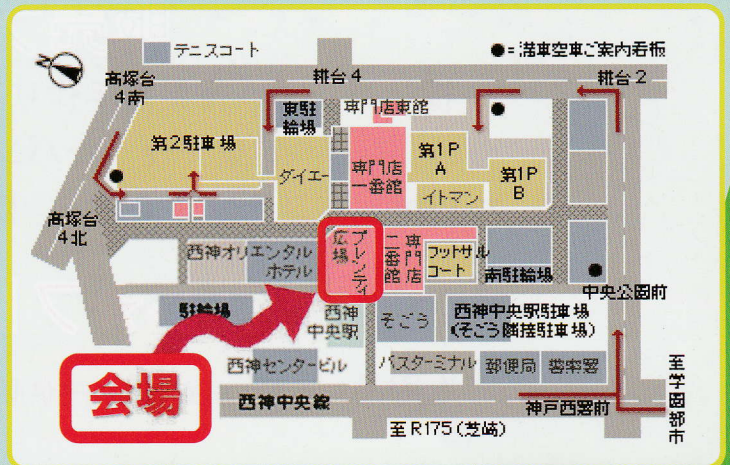 テニスコート
●=満車空車ご案内看板
高塚台
4南
糀台4
糀台2
東駐
輪場
専門店東館
第2駐車場
ダイエー
専門店
一番館
第1P
A
第1P
B
イトマン
高塚台
4北
西神オリエンタル
ホテル
プレンティ
広場
専門店
二番館
フットサル
コート
南駐輪場
中央公園前
駐輪場
西神
中央駅
そごう
西神中央駅駐車場
(そごう隣接駐車場)
会場
西神センタービル
バスターミナル
郵便局
警察署
西神中央線
神戸西署前
至R175(芝崎)
至学園都市